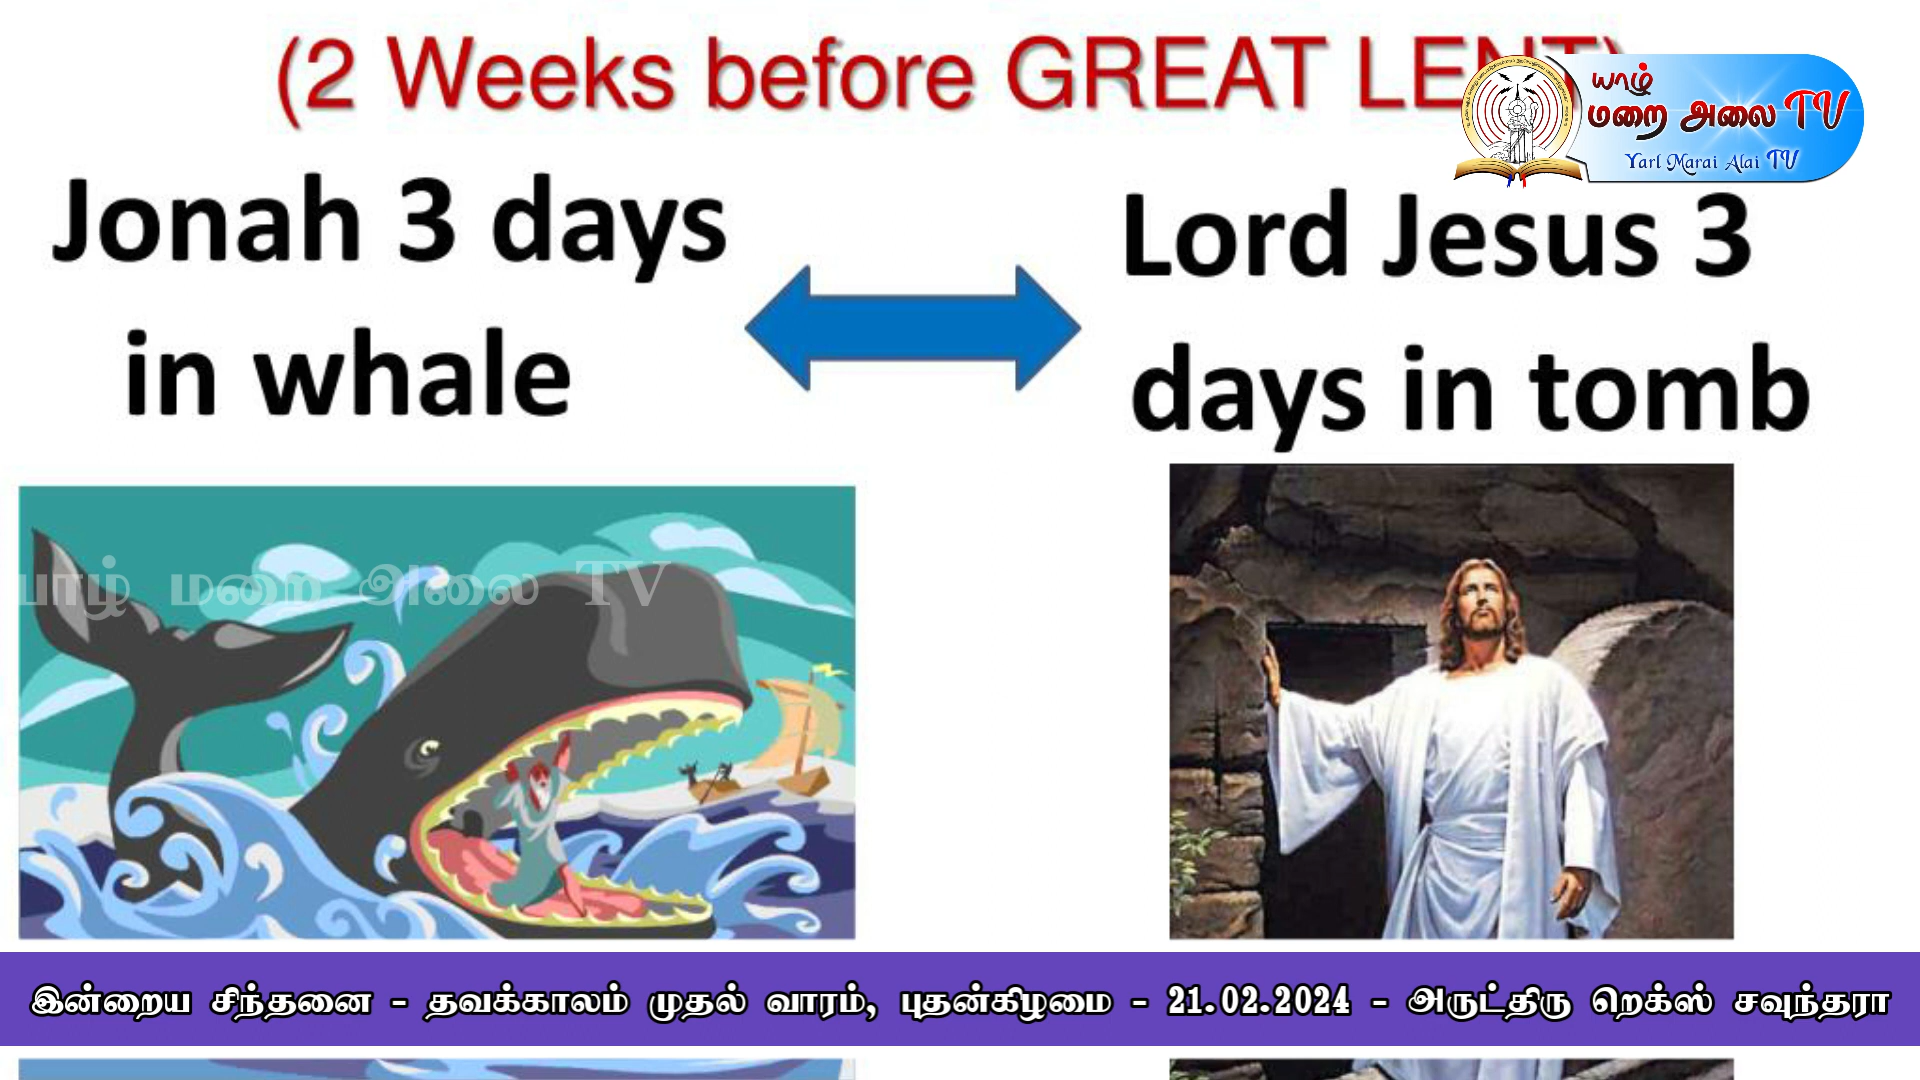 (2 Weeks before GREAT LENT)
யாழ்
மறை அலை TV
Yarl Marai Alai TV
Jonah 3 days
in whale
Lord Jesus 3
days in tomb
யாழ் மறை அலை TV
இன்றைய சிந்தனை - தவக்காலம் முதல் வாரம், புதன்கிழமை - 21.02.2024 - அருட்திரு றெக்ஸ் சவுந்தரா